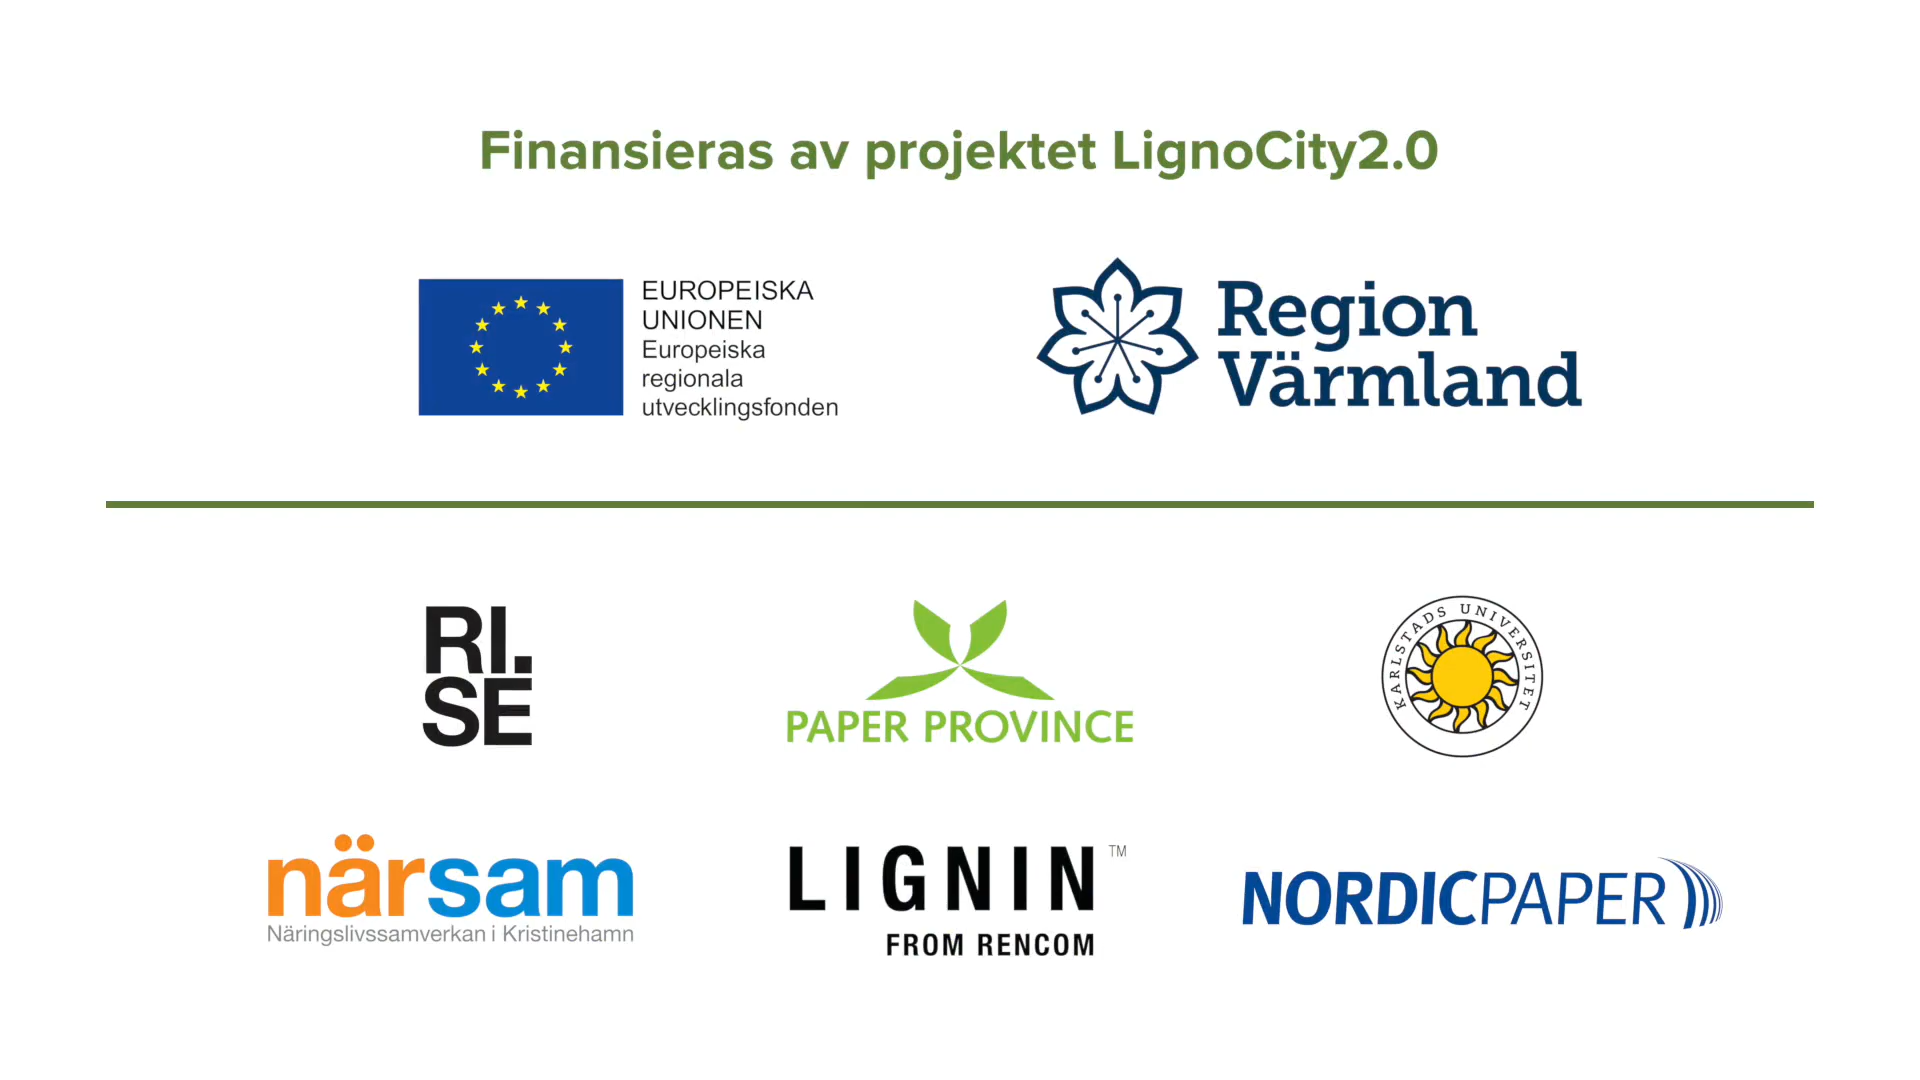 Finansieras av projektet LignoCity2.0
EUROPEISKA
UNIONEN
Europeiska
regionala
utvecklingsfonden
Region
Värmland
RI.
SE
PAPER PROVINCE
KARLSTADS UNIVERSITET
närsam
Näringslivssamverkan i Kristinehamn
LIGNIN™
FROM RENCOM
NORDICPAPER